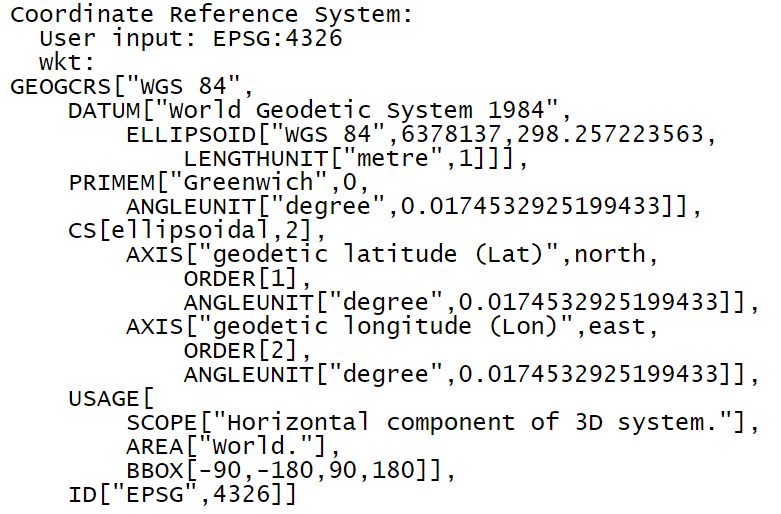 Coordinate Reference System:
  User input: EPSG:4326
  wkt:
GEOGCRS["WGS 84",
    DATUM["World Geodetic System 1984",
        ELLIPSOID["WGS 84",6378137,298.257223563,
            LENGTHUNIT["metre",1]]],
    PRIMEM["Greenwich",0,
        ANGLEUNIT["degree",0.0174532925199433]],
    CS[ellipsoidal,2],
        AXIS["geodetic latitude (Lat)",north,
            ORDER[1],
            ANGLEUNIT["degree",0.0174532925199433]],
        AXIS["geodetic longitude (Lon)",east,
            ORDER[2],
            ANGLEUNIT["degree",0.0174532925199433]],
    USAGE[
        SCOPE["Horizontal component of 3D system."],
        AREA["World."],
        BBOX[-90,-180,90,180]],
    ID["EPSG",4326]]